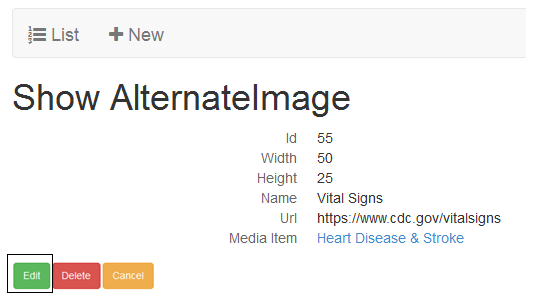 List New
Show AlternateImage
Id 55
Width 50
Height 25
Name Vital Signs
Url https://www.cdc.gov/vitalsigns
Media Item Heart Disease & Stroke
Edit Delete Cancel